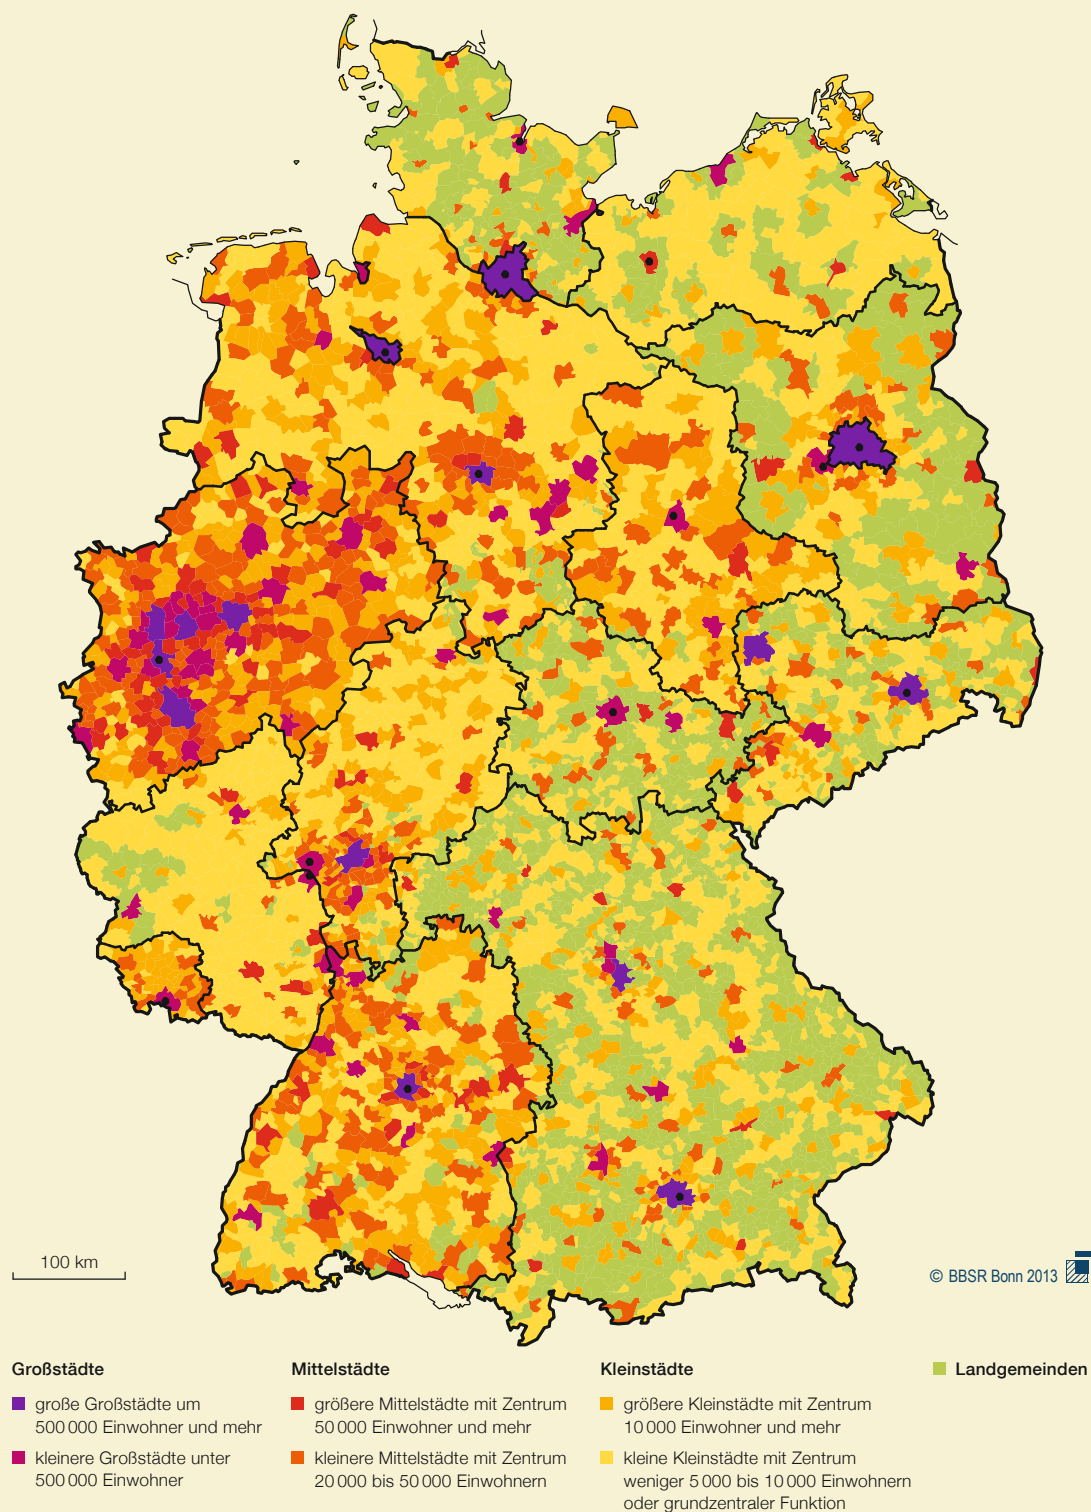 100 km
© BBSR Bonn 2013
Großstädte
große Großstädte um
500 000 Einwohner und mehr
kleinere Großstädte unter
500 000 Einwohner
Mittelstädte
größere Mittelstädte mit Zentrum
50 000 Einwohner und mehr
kleinere Mittelstädte mit Zentrum
20 000 bis 50 000 Einwohnern
Kleinstädte
größere Kleinstädte mit Zentrum
10 000 Einwohner und mehr
kleine Kleinstädte mit Zentrum
weniger 5 000 bis 10 000 Einwohnern
oder grundzentraler Funktion
Landgemeinden